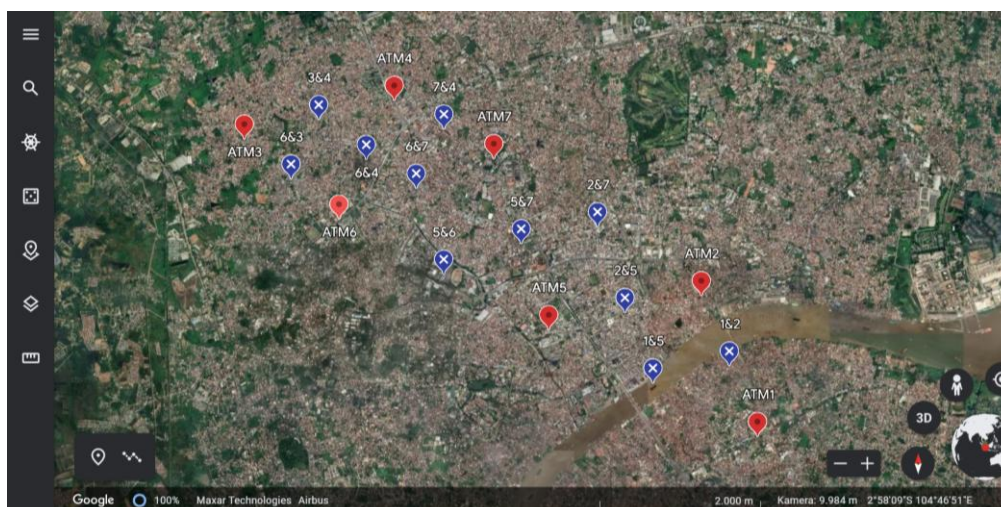 ATM4
3&4
7&4
ATM7
ATM3
6&3
6&4
6&7
2&7
ATM6
5&7
5&6
ATM2
2&5
ATM5
1&5
1&2
ATM1
3D
Google 100% Maxar Technologies Airbus 2.000 m Kamera: 9.984 m 2°58'09"S 104°46'51"E